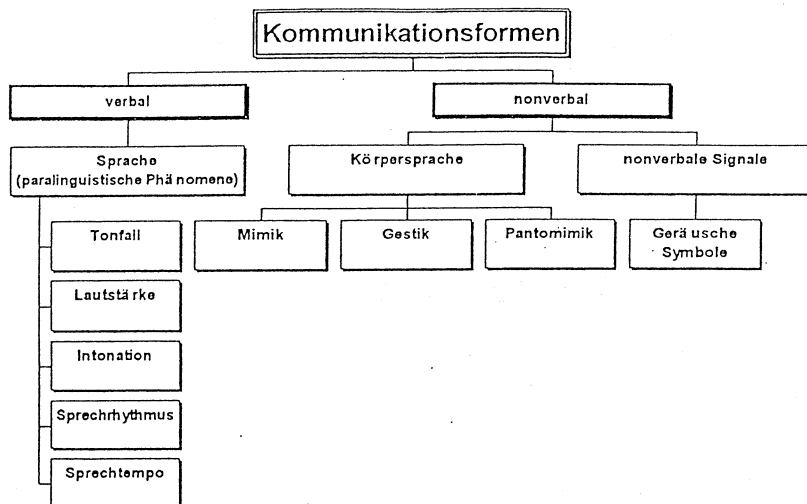 Kommunikationsformen
verbal
nonverbal
Sprache
(paralinguistische Phänomene)
Körpersprache
nonverbale Signale
Tonfall
Mimik
Gestik
Pantomimik
Geräusche
Symbole
Lautstärke
Intonation
Sprechrhythmus
Sprechtempo